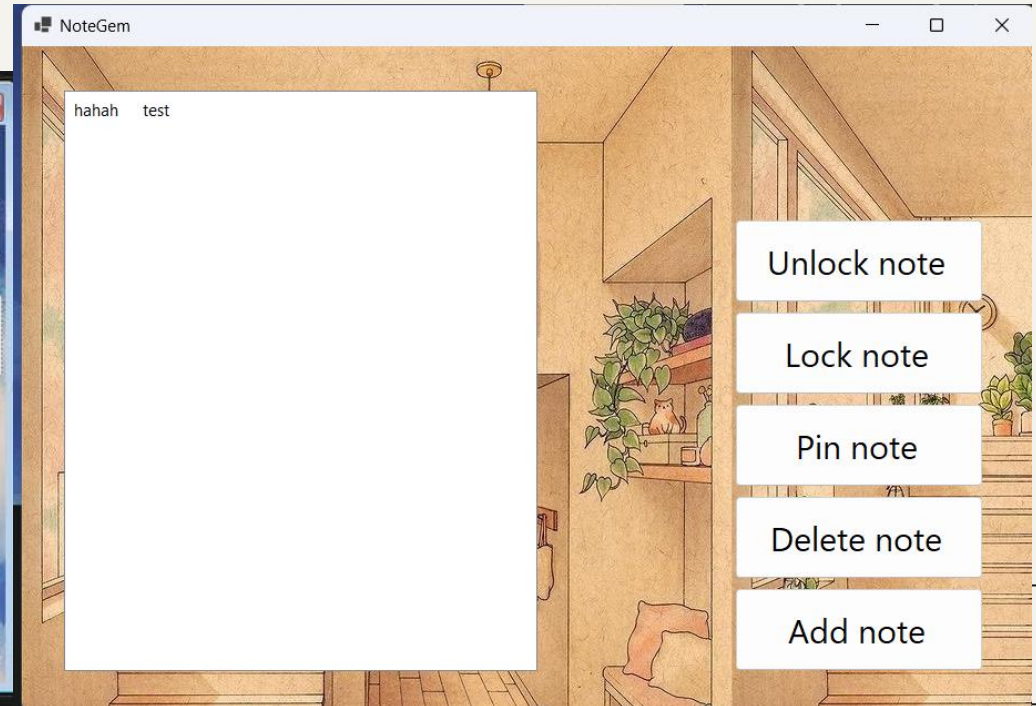 NoteGem
hahah test
Unlock note
Lock note
Pin note
Delete note
Add note